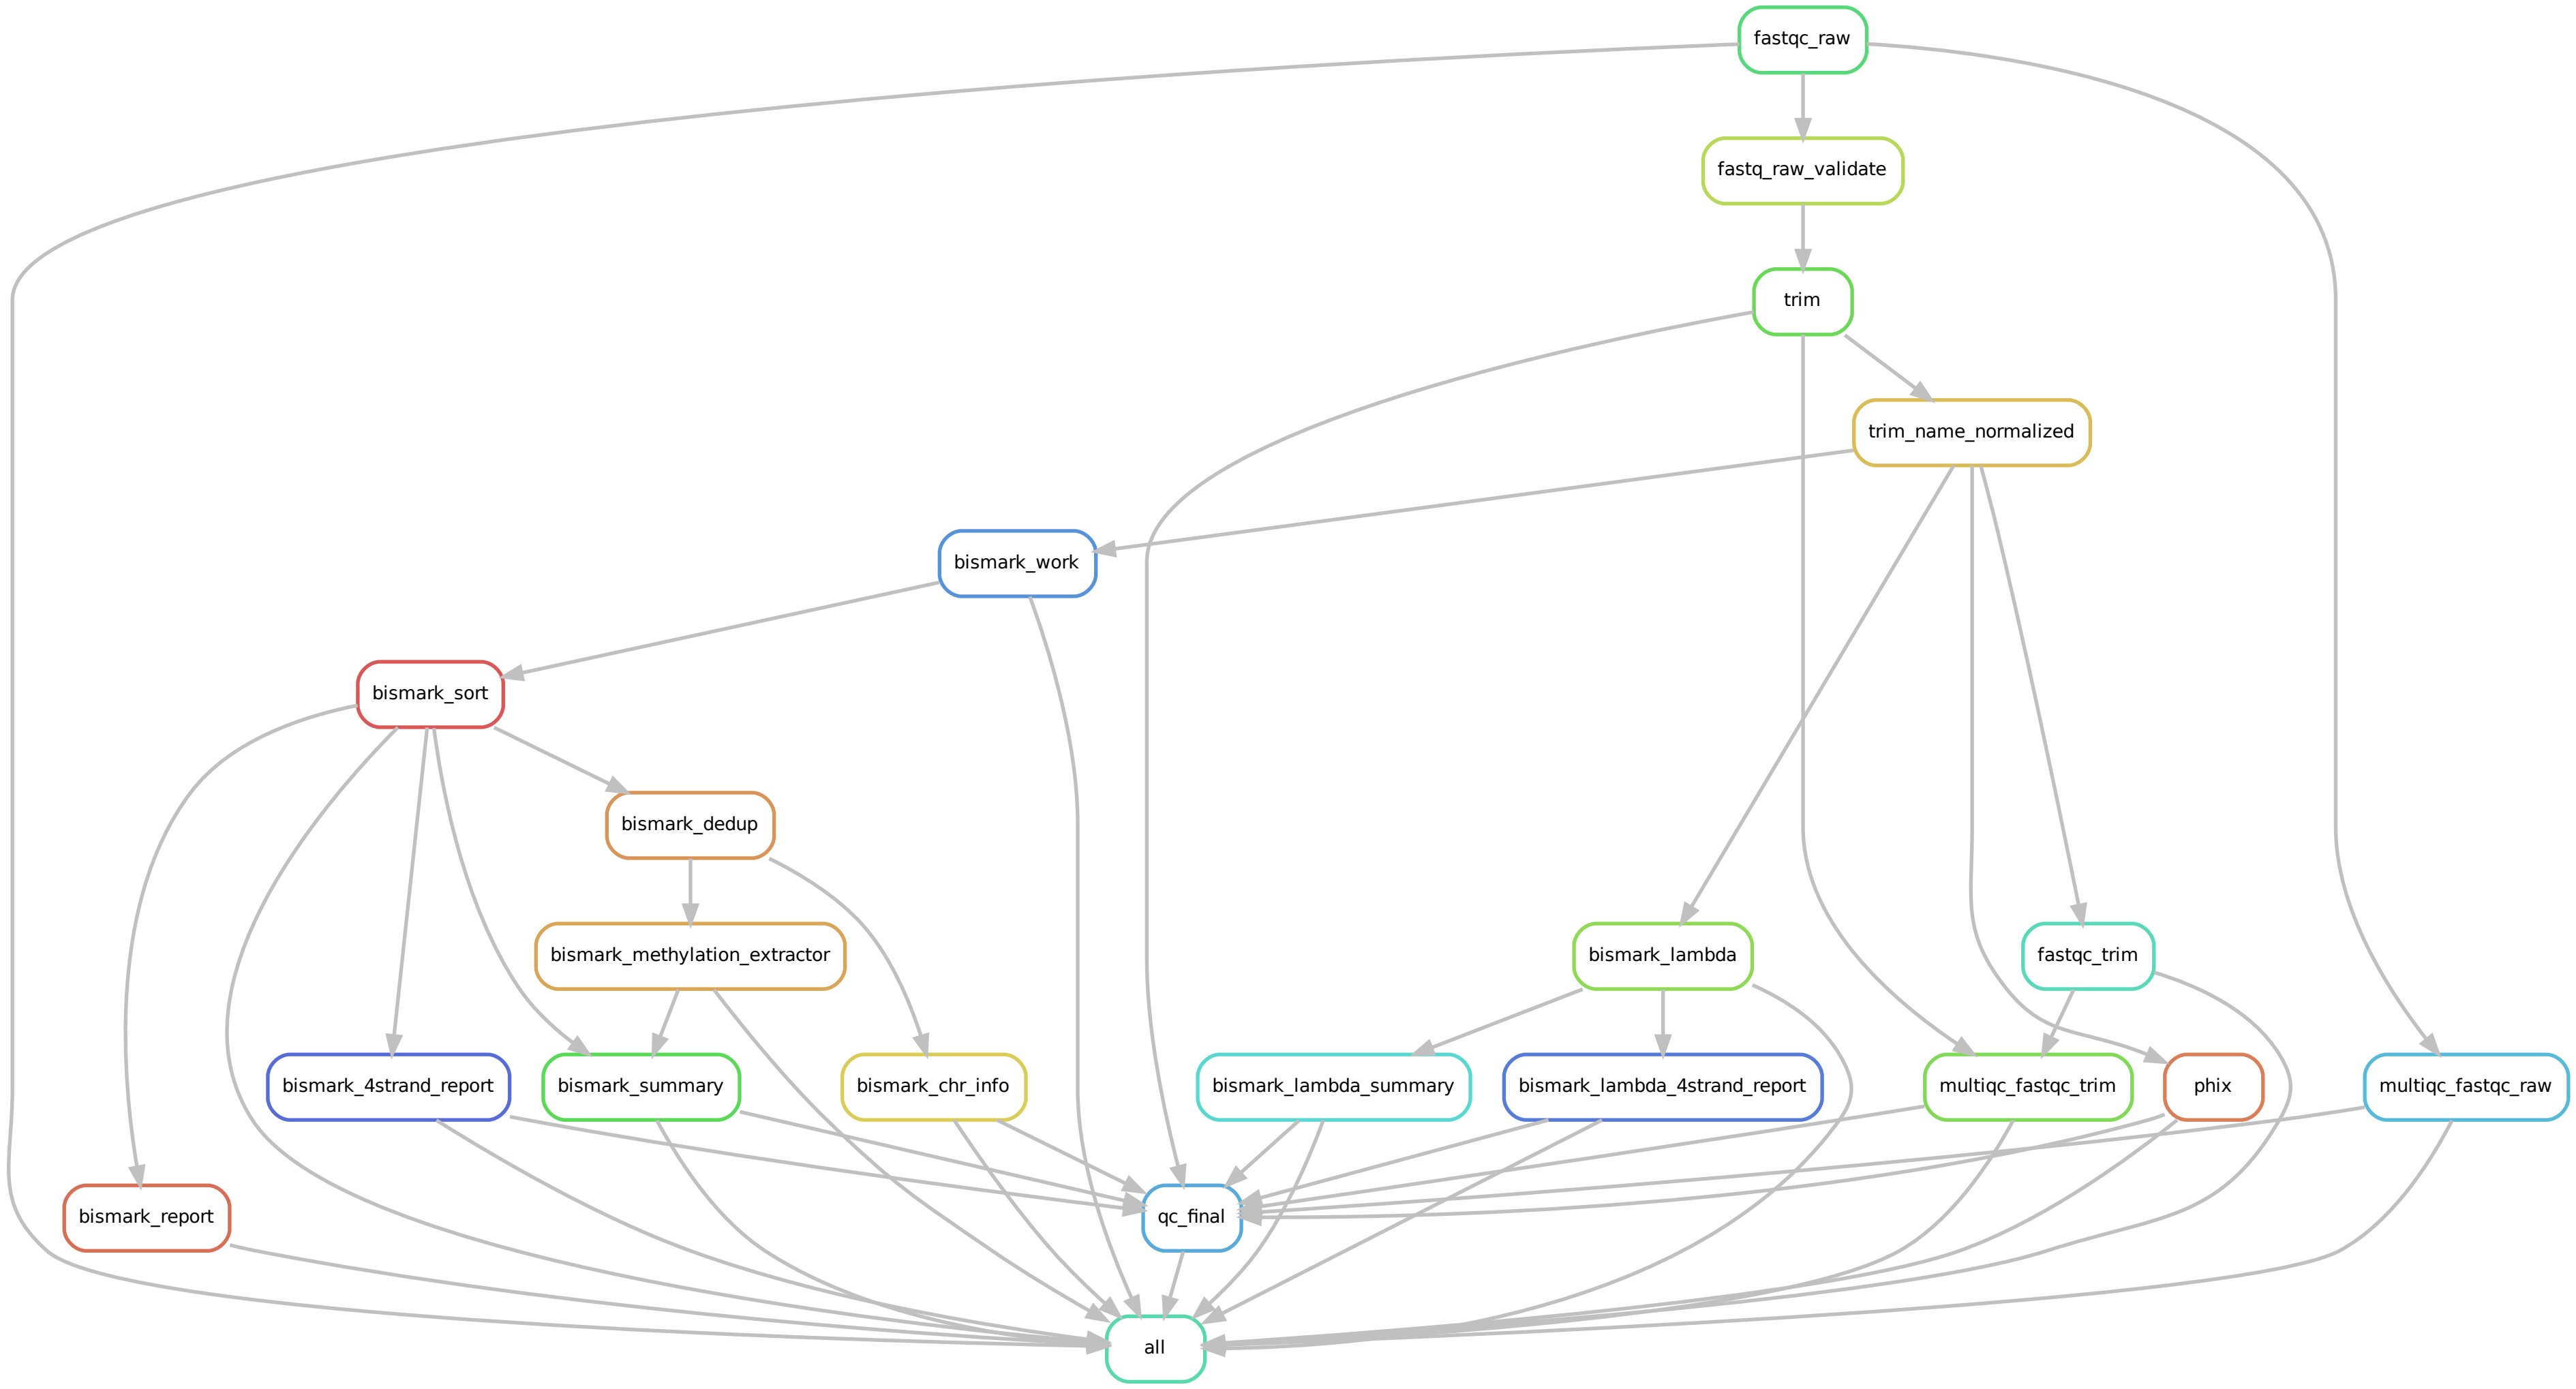 fastqc_raw
fastq_raw_validate
trim
trim_name_normalized
bismark_work
bismark_sort
bismark_dedup
bismark_methylation_extractor
bismark_lambda
fastqc_trim
bismark_4strand_report
bismark_summary
bismark_chr_info
bismark_lambda_summary
bismark_lambda_4strand_report
multiqc_fastqc_trim
phix
multiqc_fastqc_raw
bismark_report
qc_final
all